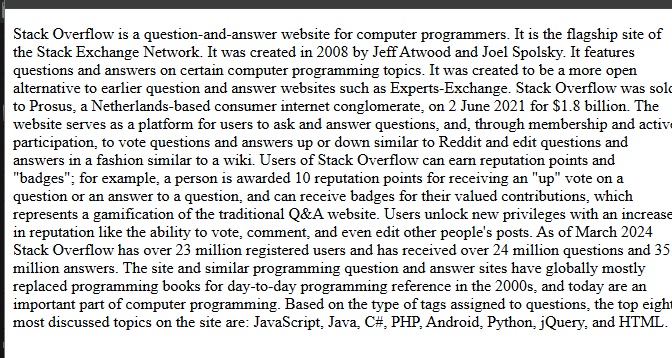 Stack Overflow is a question-and-answer website for computer programmers. It is the flagship site of
the Stack Exchange Network. It was created in 2008 by Jeff Atwood and Joel Spolsky. It features
questions and answers on certain computer programming topics. It was created to be a more open
alternative to earlier question and answer websites such as Experts-Exchange. Stack Overflow was sold
to Prosus, a Netherlands-based consumer internet conglomerate, on 2 June 2021 for $1.8 billion. The
website serves as a platform for users to ask and answer questions, and, through membership and active
participation, to vote questions and answers up or down similar to Reddit and edit questions and
answers in a fashion similar to a wiki. Users of Stack Overflow can earn reputation points and
"badges"; for example, a person is awarded 10 reputation points for receiving an "up" vote on a
question or an answer to a question, and can receive badges for their valued contributions, which
represents a gamification of the traditional Q&A website. Users unlock new privileges with an increase
in reputation like the ability to vote, comment, and even edit other people's posts. As of March 2024
Stack Overflow has over 23 million registered users and has received over 24 million questions and 35
million answers. The site and similar programming question and answer sites have globally mostly
replaced programming books for day-to-day programming reference in the 2000s, and today are an
important part of computer programming. Based on the type of tags assigned to questions, the top eight
most discussed topics on the site are: JavaScript, Java, C#, PHP, Android, Python, jQuery, and HTML.